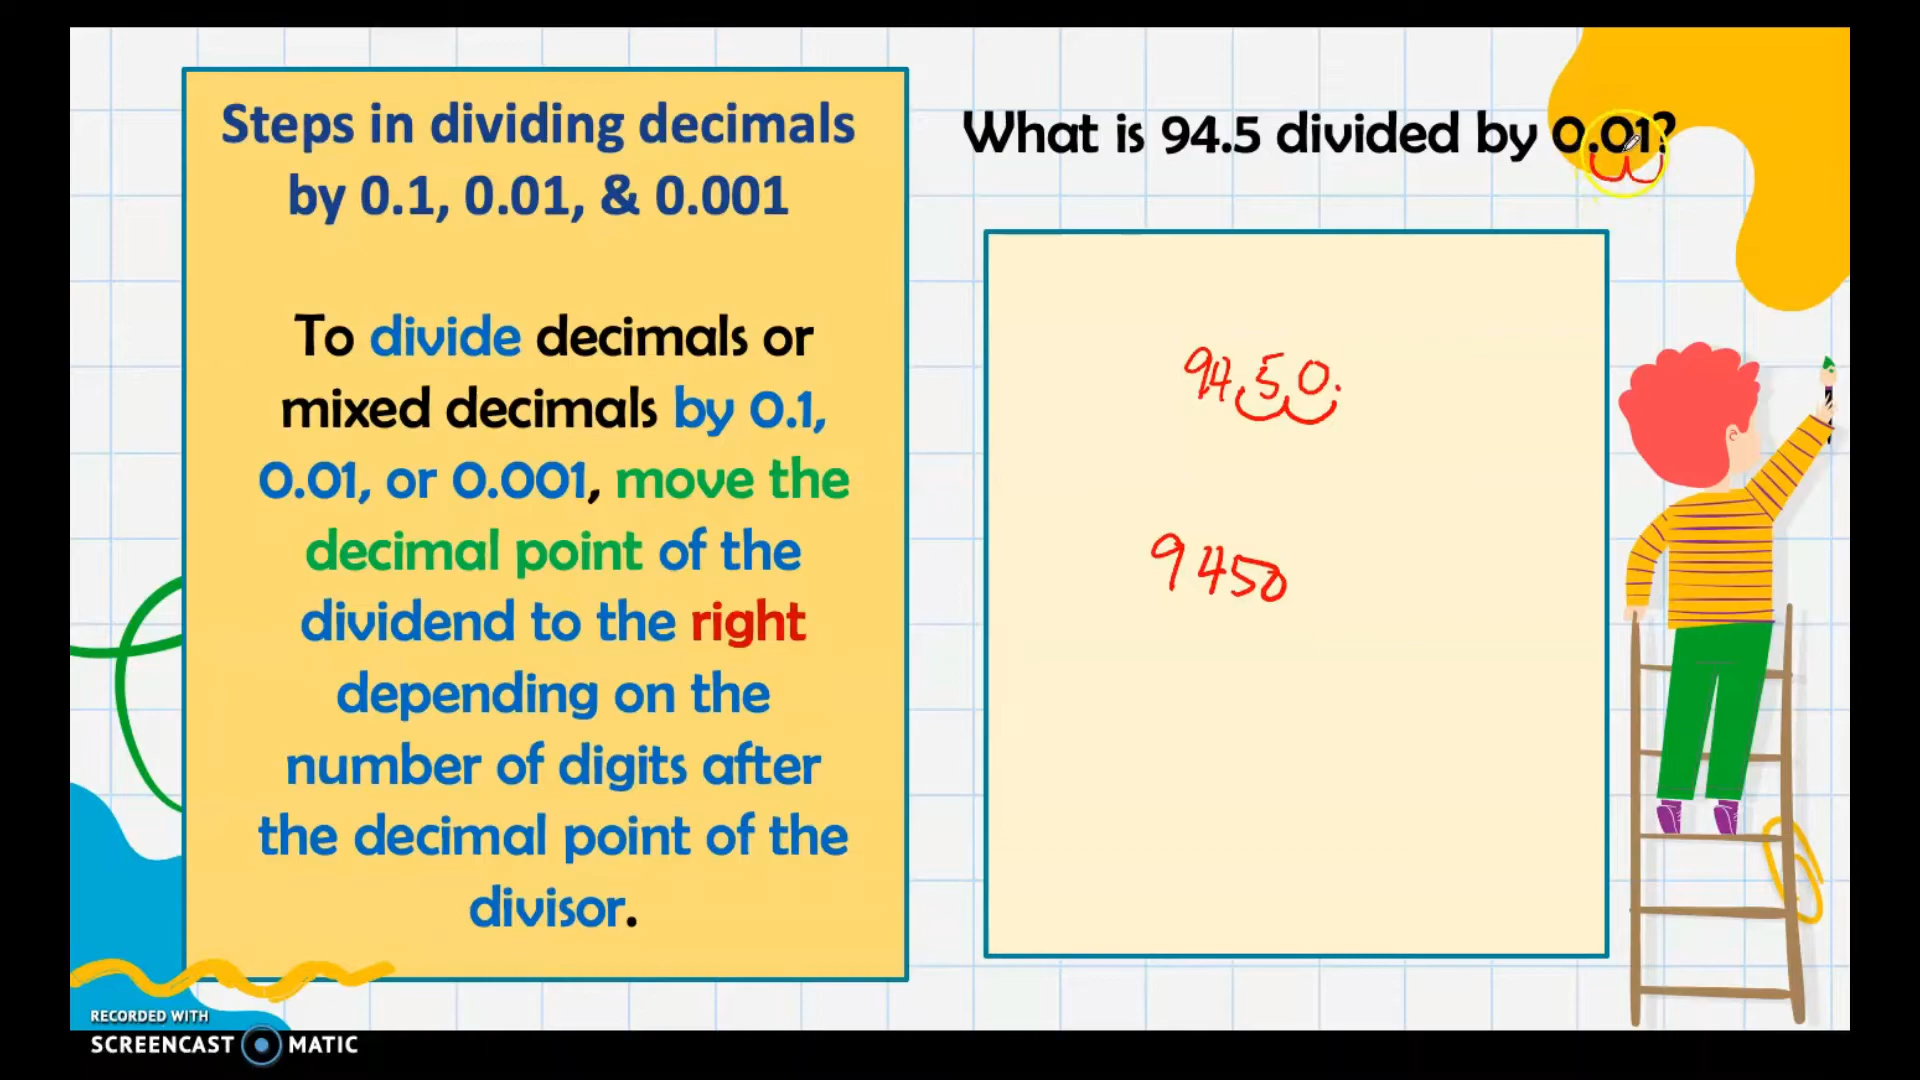 Steps in dividing decimals
by 0.1, 0.01, & 0.001
To divide decimals or
mixed decimals by 0.1,
0.01, or 0.001, move the
decimal point of the
dividend to the right
depending on the
number of digits after
the decimal point of the
divisor.
What is 94.5 divided by 0.01?
94.50.
9450
RECORDED WITH
SCREENCAST MATIC